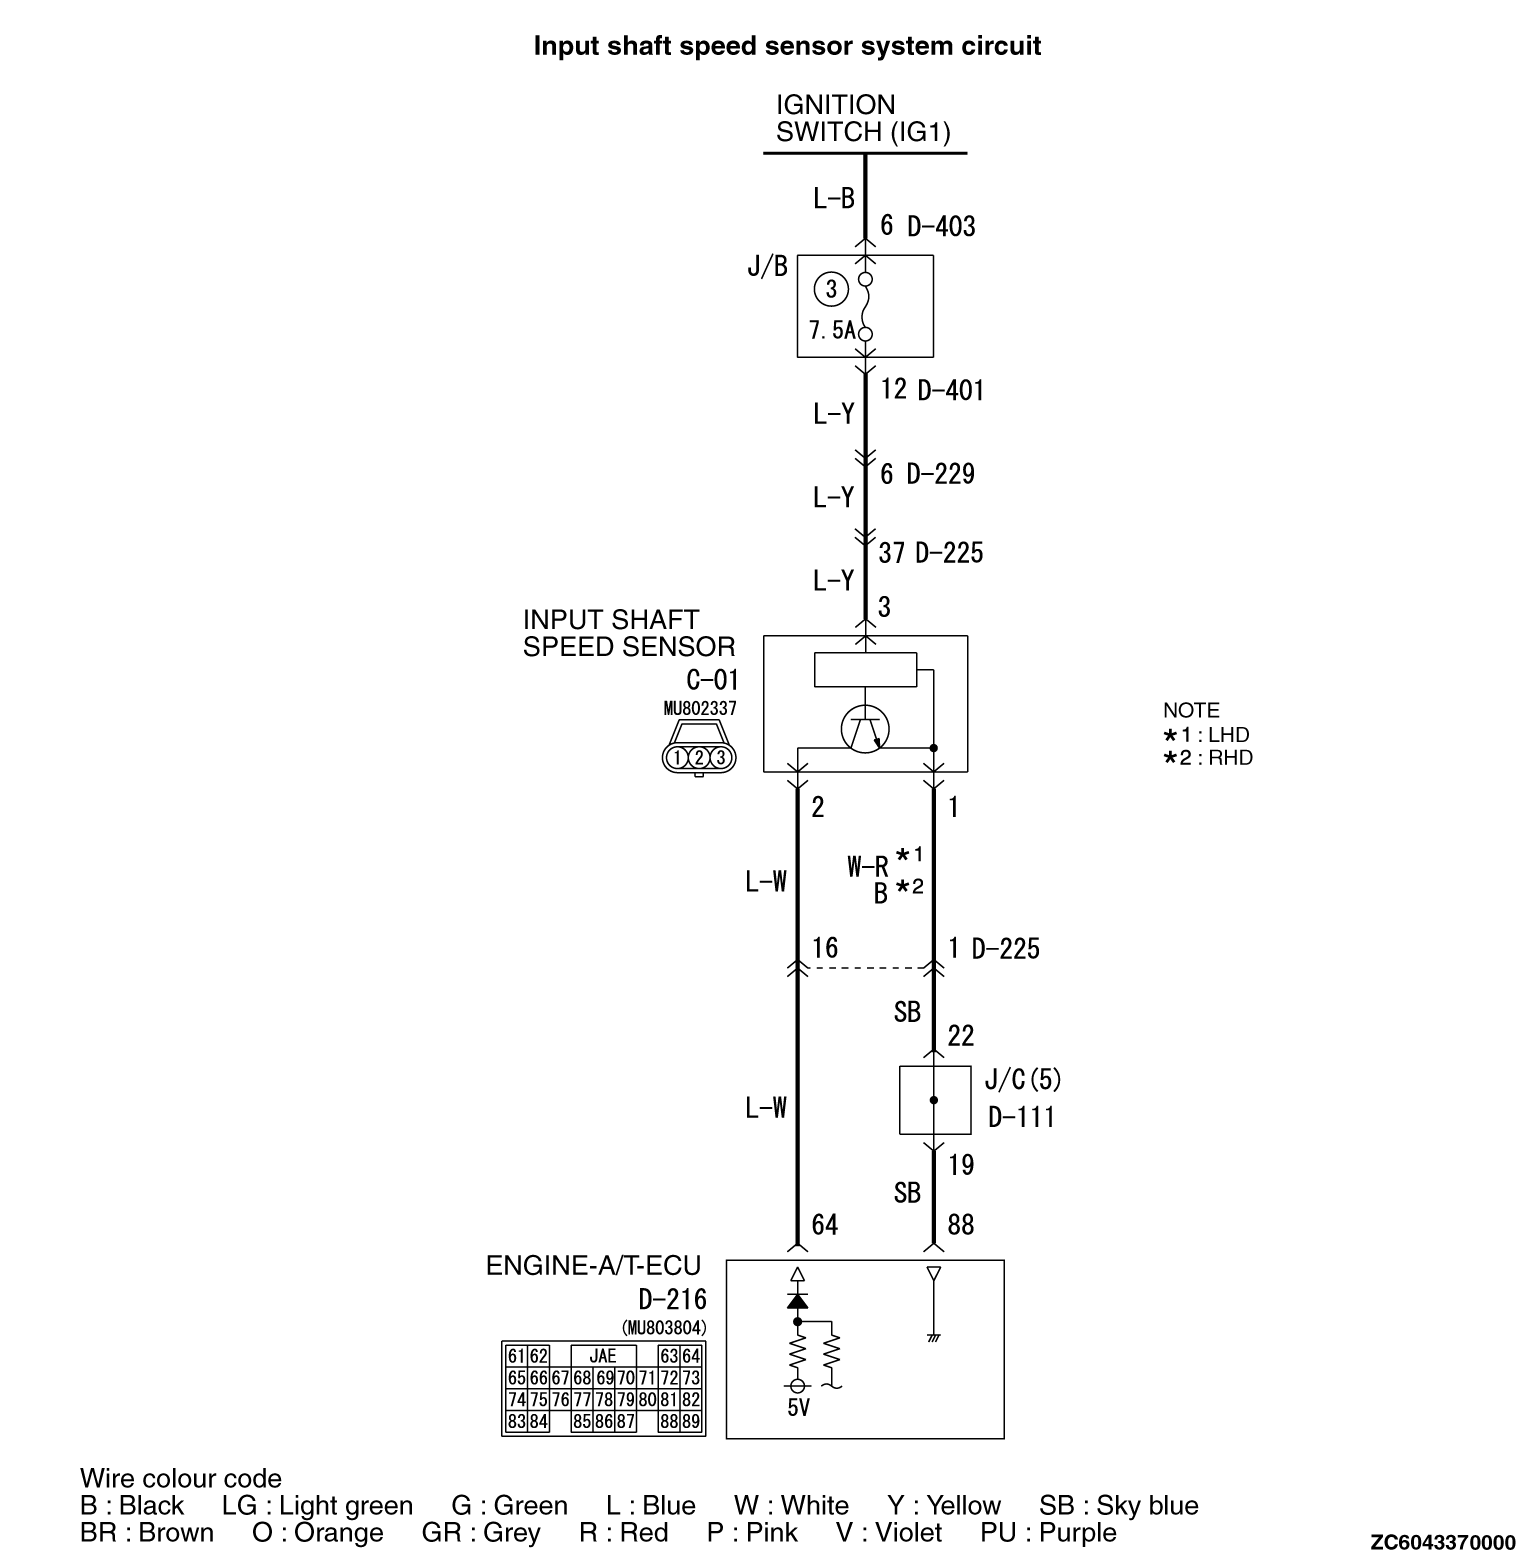 Input shaft speed sensor system circuit
IGNITION
SWITCH (IG1)
L-B
6 D-403
J/B
3
7.5A
12 D-401
L-Y
6 D-229
L-Y
37 D-225
L-Y
3
INPUT SHAFT
SPEED SENSOR
C-01
MU802337
1 2 3
NOTE
*1 : LHD
*2 : RHD
2
1
W-R *1
L-W
B *2
16
1 D-225
SB
22
J/C(5)
L-W
D-111
19
SB
64
88
ENGINE-A/T-ECU
D-216
(MU803804)
61 62 JAE 63 64
65 66 67 68 69 70 71 72 73
74 75 76 77 78 79 80 81 82
83 84 85 86 87 88 89
5V
Wire colour code
B : Black LG : Light green G : Green L : Blue W : White Y : Yellow SB : Sky blue
BR : Brown O : Orange GR : Grey R : Red P : Pink V : Violet PU : Purple
ZC6043370000